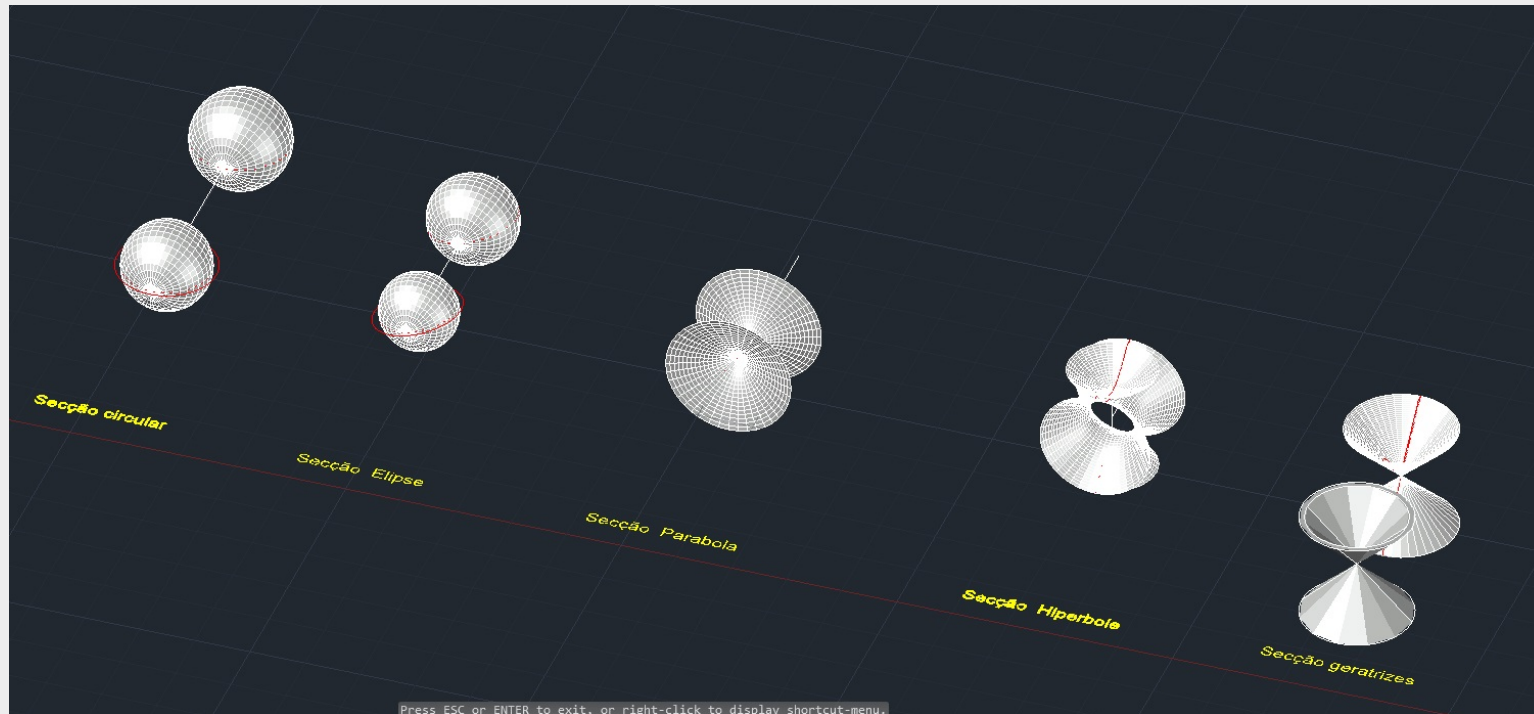 Secção circular
Secção Elipse
Secção Parabola
Secção Hiperbole
Secção geratrizes
Press ESC or ENTER to exit, or right-click to display shortcut-menu.